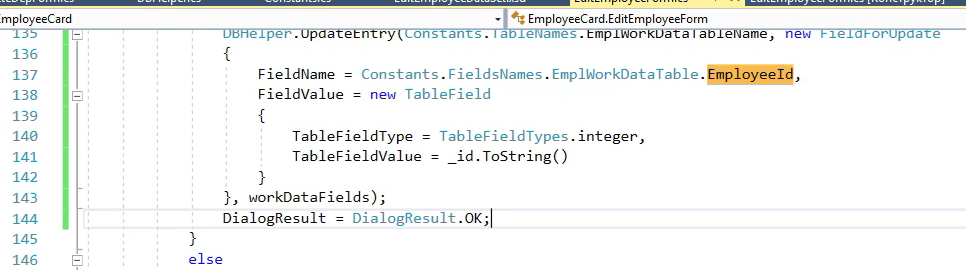 EmployeeCard
EmployeeCard.EditEmployeeForm
135 DBHelper.UpdateEntry(Constants.TableNames.EmplWorkDataTableName, new FieldForUpdate
136 {
137 FieldName = Constants.FieldsNames.EmplWorkDataTable.EmployeeId,
138 FieldValue = new TableField
139 {
140 TableFieldType = TableFieldTypes.integer,
141 TableFieldValue = _id.ToString()
142 }
143 }, workDataFields);
144 DialogResult = DialogResult.OK;
145 }
146 else